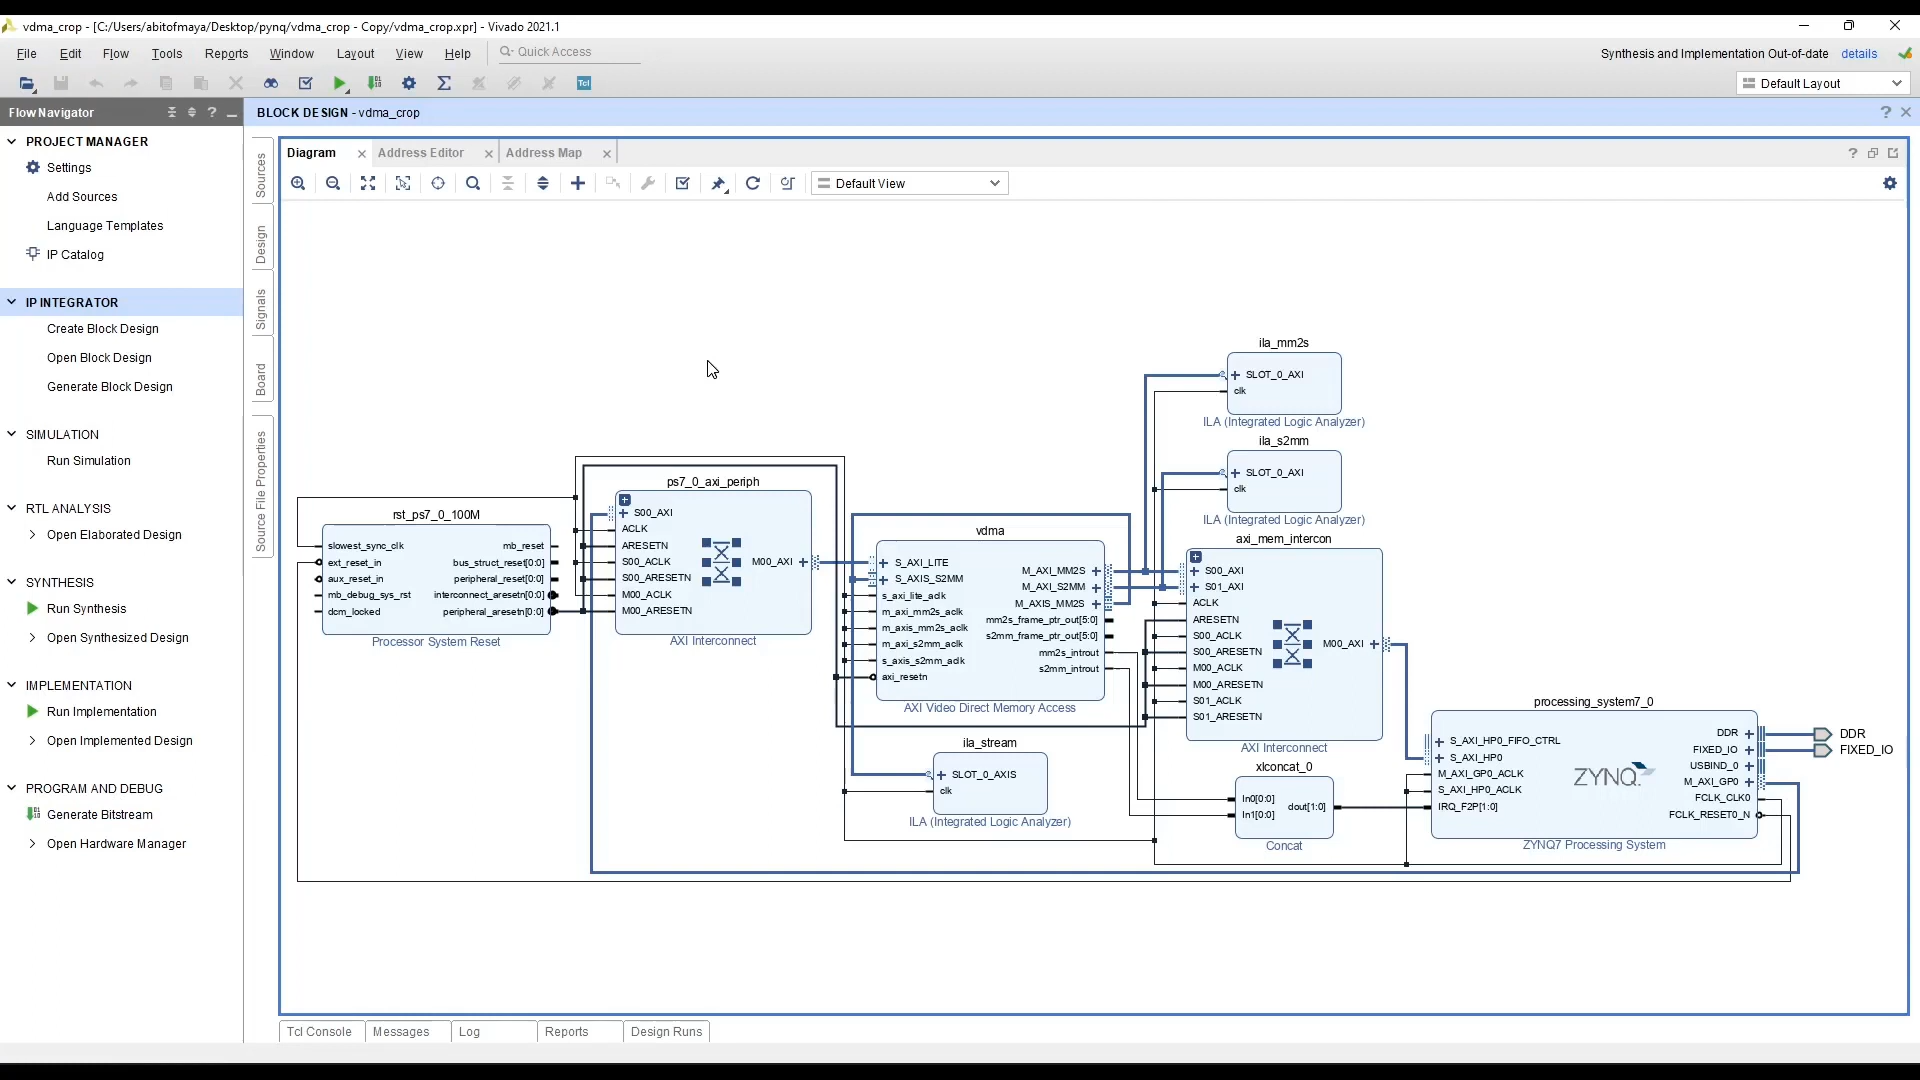 vdma_crop - [C:/Users/abitofmaya/Desktop/pynq/vdma_crop - Copy/vdma_crop.xpr] - Vivado 2021.1
File Edit Flow Tools Reports Window Layout View Help Quick Access
Synthesis and Implementation Out-of-date details
Tcl
Default Layout
Flow Navigator
BLOCK DESIGN - vdma_crop
PROJECT MANAGER
Settings
Add Sources
Language Templates
IP Catalog
IP INTEGRATOR
Create Block Design
Open Block Design
Generate Block Design
SIMULATION
Run Simulation
RTL ANALYSIS
Open Elaborated Design
SYNTHESIS
Run Synthesis
Open Synthesized Design
IMPLEMENTATION
Run Implementation
Open Implemented Design
PROGRAM AND DEBUG
Generate Bitstream
Open Hardware Manager
Sources
Design
Signals
Board
Source File Properties
Diagram
Address Editor
Address Map
Default View
rst_ps7_0_100M
slowest_sync_clk
ext_reset_in
aux_reset_in
mb_debug_sys_rst
dcm_locked
mb_reset
bus_struct_reset[0:0]
peripheral_reset[0:0]
interconnect_aresetn[0:0]
peripheral_aresetn[0:0]
Processor System Reset
ps7_0_axi_periph
S00_AXI
ACLK
ARESETN
S00_ACLK
S00_ARESETN
M00_ACLK
M00_ARESETN
M00_AXI
AXI Interconnect
vdma
S_AXI_LITE
S_AXIS_S2MM
s_axi_lite_aclk
m_axi_mm2s_aclk
m_axis_mm2s_aclk
m_axi_s2mm_aclk
s_axis_s2mm_aclk
axi_resetn
M_AXI_MM2S
M_AXI_S2MM
M_AXIS_MM2S
mm2s_frame_ptr_out[5:0]
s2mm_frame_ptr_out[5:0]
mm2s_introut
s2mm_introut
AXI Video Direct Memory Access
ila_stream
SLOT_0_AXIS
clk
ILA (Integrated Logic Analyzer)
ila_mm2s
SLOT_0_AXI
clk
ILA (Integrated Logic Analyzer)
ila_s2mm
SLOT_0_AXI
clk
ILA (Integrated Logic Analyzer)
axi_mem_intercon
S00_AXI
S01_AXI
ACLK
ARESETN
S00_ACLK
S00_ARESETN
M00_ACLK
M00_ARESETN
S01_ACLK
S01_ARESETN
M00_AXI
AXI Interconnect
xlconcat_0
In0[0:0]
In1[0:0]
dout[1:0]
Concat
processing_system7_0
S_AXI_HP0_FIFO_CTRL
S_AXI_HP0
M_AXI_GP0_ACLK
S_AXI_HP0_ACLK
IRQ_F2P[1:0]
ZYNQ
DDR
FIXED_IO
USBIND_0
M_AXI_GP0
FCLK_CLK0
FCLK_RESET0_N
ZYNQ7 Processing System
DDR
FIXED_IO
Tcl Console
Messages
Log
Reports
Design Runs